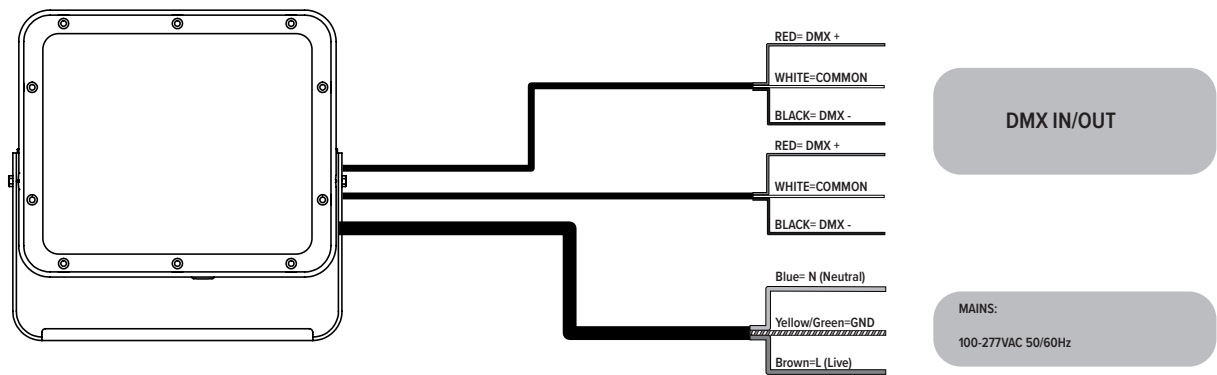 RED= DMX +
WHITE=COMMON
BLACK= DMX -
RED= DMX +
WHITE=COMMON
BLACK= DMX -
DMX IN/OUT
Blue= N (Neutral)
Yellow/Green=GND
Brown=L (Live)
MAINS:
100-277VAC 50/60Hz